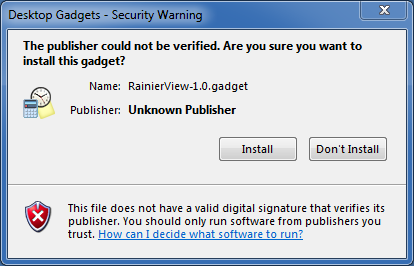 Desktop Gadgets - Security Warning
The publisher could not be verified. Are you sure you want to
install this gadget?
Name: RainierView-1.0.gadget
Publisher: Unknown Publisher
Install Don't Install
This file does not have a valid digital signature that verifies its
publisher. You should only run software from publishers you
trust. How can I decide what software to run?